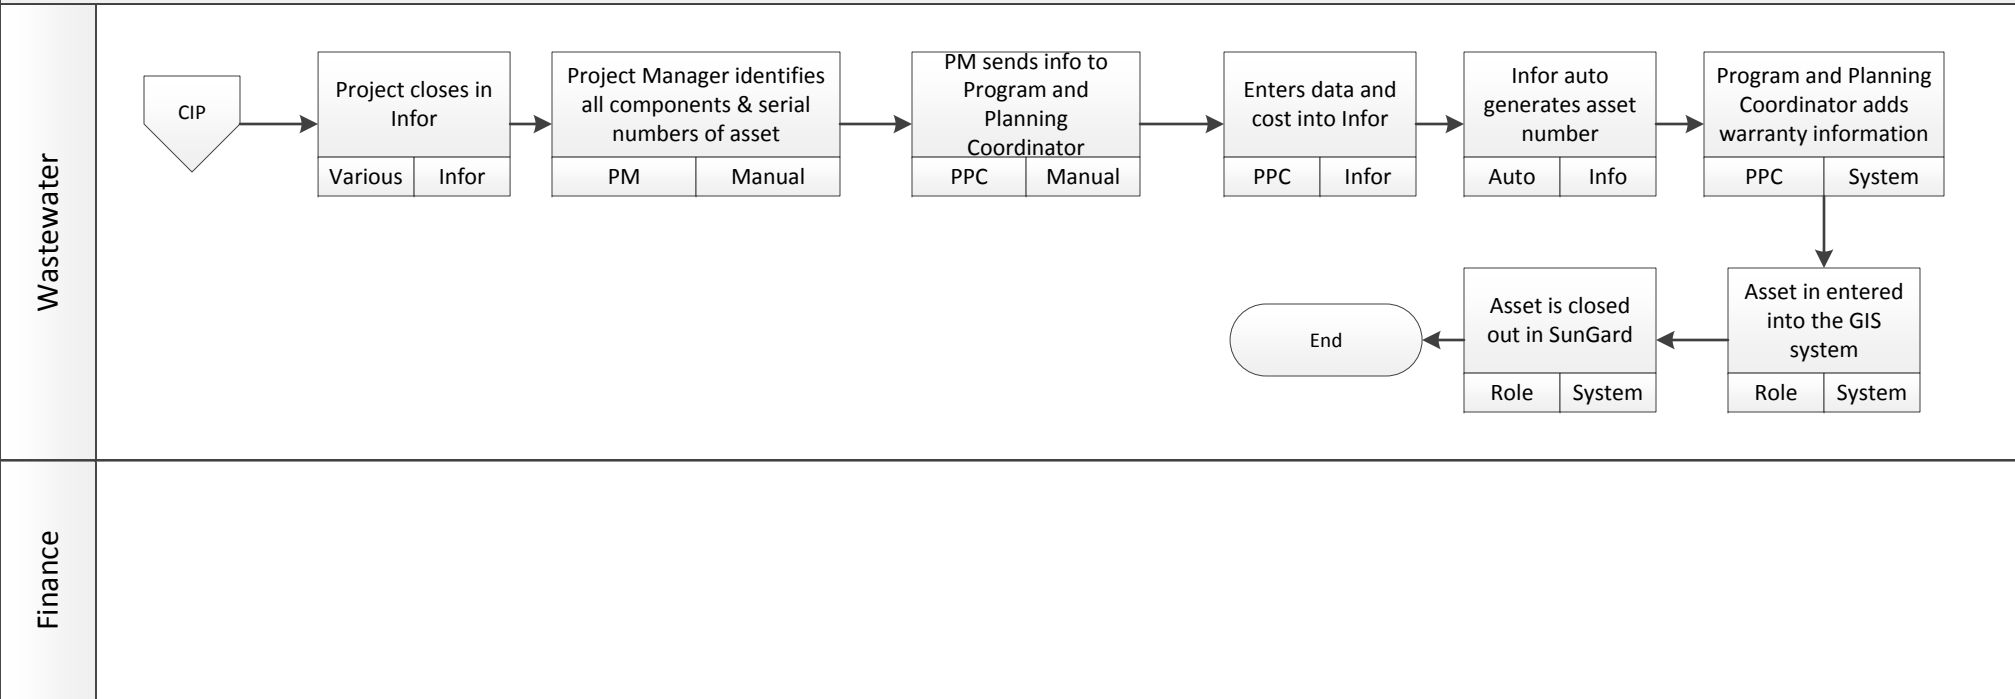 Wastewater
CIP
Project closes in
Infor
Various
Infor
Project Manager identifies
all components & serial
numbers of asset
PM
Manual
PM sends info to
Program and
Planning
Coordinator
PPC
Manual
Enters data and
cost into Infor
PPC
Infor
Infor auto
generates asset
number
Auto
Info
Program and Planning
Coordinator adds
warranty information
PPC
System
Asset in entered
into the GIS
system
Role
System
Asset is closed
out in SunGard
Role
System
End
Finance